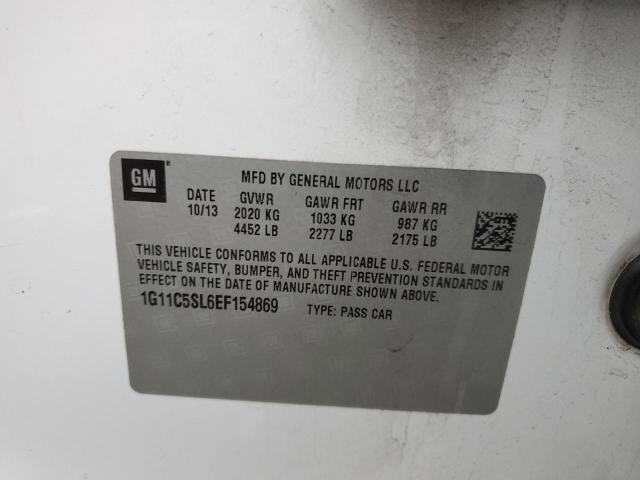 GM ® MFD BY GENERAL MOTORS LLC
DATE GVWR GAWR FRT GAWR RR
10/13 2020 KG 1033 KG 987 KG
4452 LB 2277 LB 2175 LB
THIS VEHICLE CONFORMS TO ALL APPLICABLE U.S. FEDERAL MOTOR
VEHICLE SAFETY, BUMPER, AND THEFT PREVENTION STANDARDS IN
EFFECT ON THE DATE OF MANUFACTURE SHOWN ABOVE.
1G11C5SL6EF154869 TYPE: PASS CAR